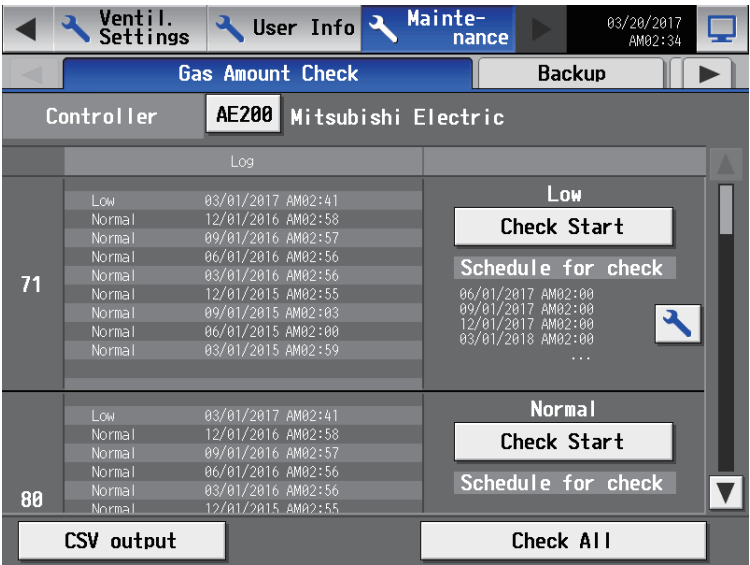 Ventil.
Settings
User Info
Mainte-
nance
03/20/2017
AM02:34
Gas Amount Check
Backup
Controller
AE200
Mitsubishi Electric
Log
71
Low 03/01/2017 AM02:41
Normal 12/01/2016 AM02:58
Normal 09/01/2016 AM02:57
Normal 06/01/2016 AM02:56
Normal 03/01/2016 AM02:56
Normal 12/01/2015 AM02:55
Normal 09/01/2015 AM02:03
Normal 06/01/2015 AM02:00
Normal 03/01/2015 AM02:59
Low
Check Start
Schedule for check
06/01/2017 AM02:00
09/01/2017 AM02:00
12/01/2017 AM02:00
03/01/2018 AM02:00
...
80
Low 03/01/2017 AM02:41
Normal 12/01/2016 AM02:58
Normal 09/01/2016 AM02:57
Normal 06/01/2016 AM02:56
Normal 03/01/2016 AM02:56
Normal 12/01/2015 AM02:55
Normal
Check Start
Schedule for check
CSV output
Check All